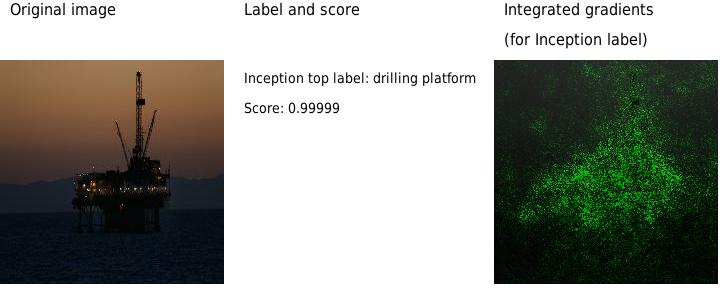 Original image
Label and score
Integrated gradients
(for Inception label)
Inception top label: drilling platform
Score: 0.99999